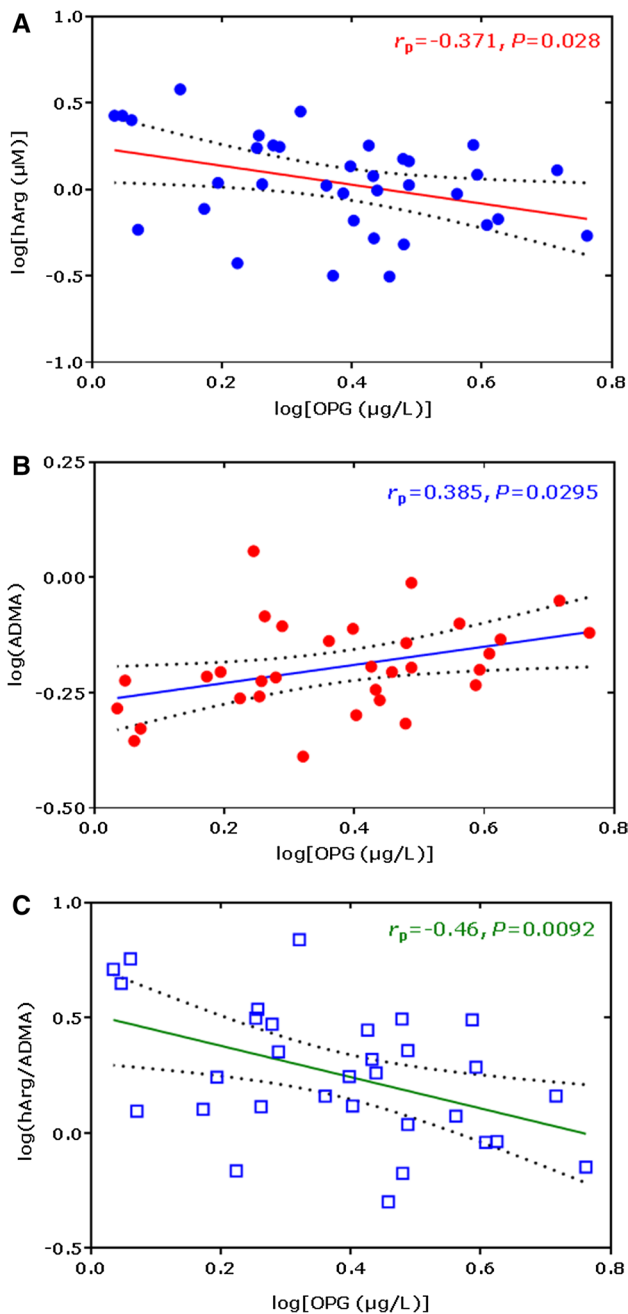 A
1.0
r_p=-0.371, P=0.028
0.5
0.0
-0.5
-1.0
log[hArg (µM)]
0.0 0.2 0.4 0.6 0.8
log[OPG (µg/L)]
B
0.25
r_p=0.385, P=0.0295
0.00
-0.25
-0.50
log(ADMA)
0.0 0.2 0.4 0.6 0.8
log[OPG (µg/L)]
C
1.0
r_p=-0.46, P=0.0092
0.5
0.0
-0.5
log(hArg/ADMA)
0.0 0.2 0.4 0.6 0.8
log[OPG (µg/L)]